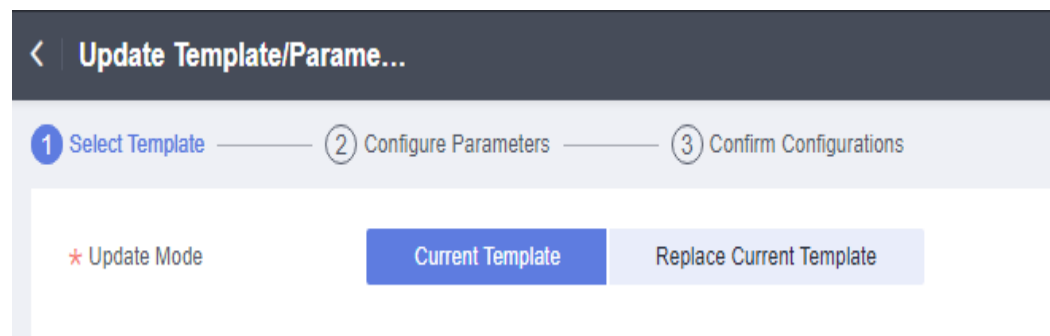 Update Template/Parame...
1 Select Template 2 Configure Parameters 3 Confirm Configurations
* Update Mode Current Template Replace Current Template